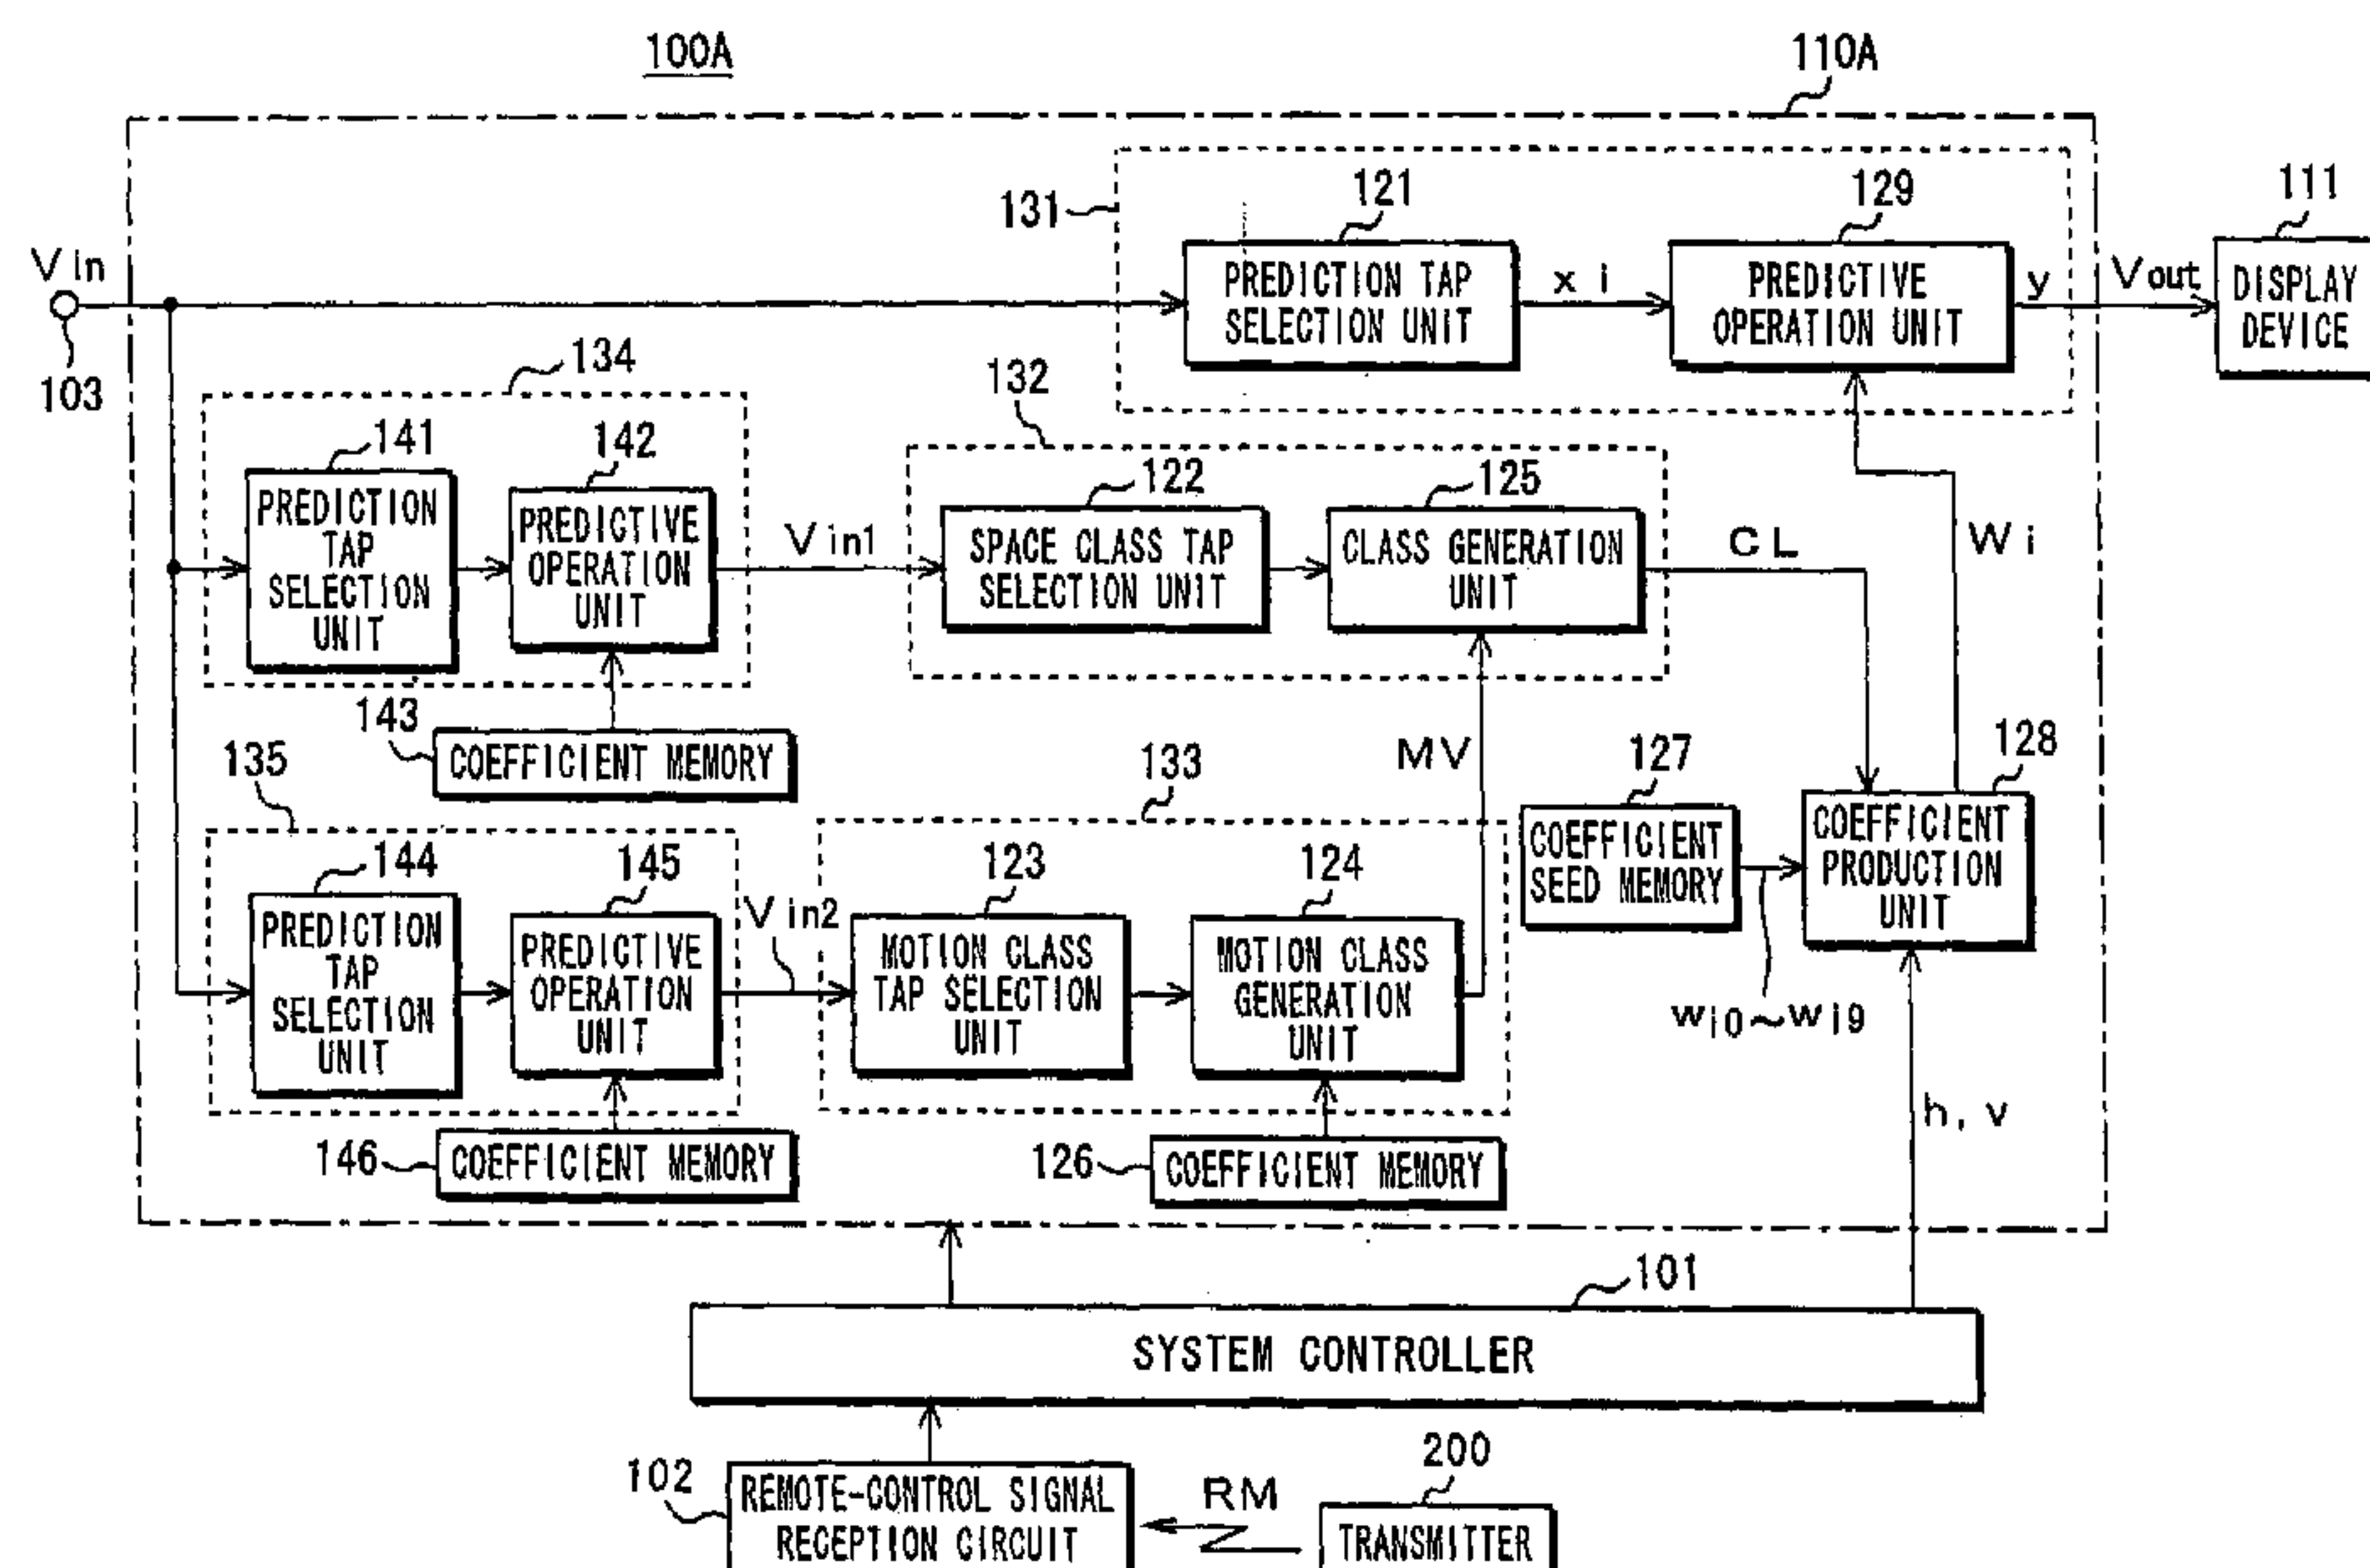 100A
110A
131
121
129
111
Vin
103
PREDICTION TAP
SELECTION UNIT
xi
PREDICTIVE
OPERATION UNIT
y
Vout
DISPLAY
DEVICE
134
132
141
142
122
125
PREDICTION
TAP
SELECTION
UNIT
PREDICTIVE
OPERATION
UNIT
Vin1
SPACE CLASS TAP
SELECTION UNIT
CLASS GENERATION
UNIT
CL
Wi
143
COEFFICIENT MEMORY
135
133
MV
127
128
COEFFICIENT
SEED MEMORY
COEFFICIENT
PRODUCTION
UNIT
144
145
Vin2
123
124
PREDICTION
TAP
SELECTION
UNIT
PREDICTIVE
OPERATION
UNIT
MOTION CLASS
TAP SELECTION
UNIT
MOTION CLASS
GENERATION
UNIT
wi0~wi9
h, v
146
COEFFICIENT MEMORY
126
COEFFICIENT MEMORY
101
SYSTEM CONTROLLER
102
REMOTE-CONTROL SIGNAL
RECEPTION CIRCUIT
RM
200
TRANSMITTER